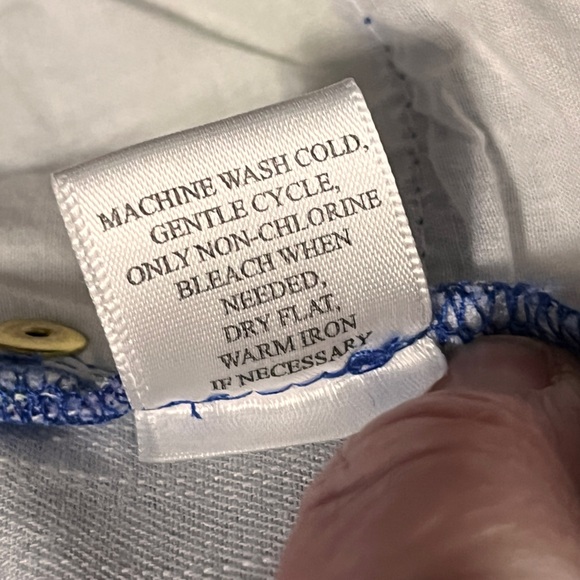 MACHINE WASH COLD,
GENTLE CYCLE,
ONLY NON-CHLORINE
BLEACH WHEN
NEEDED,
DRY FLAT,
WARM IRON
IF NECESSARY